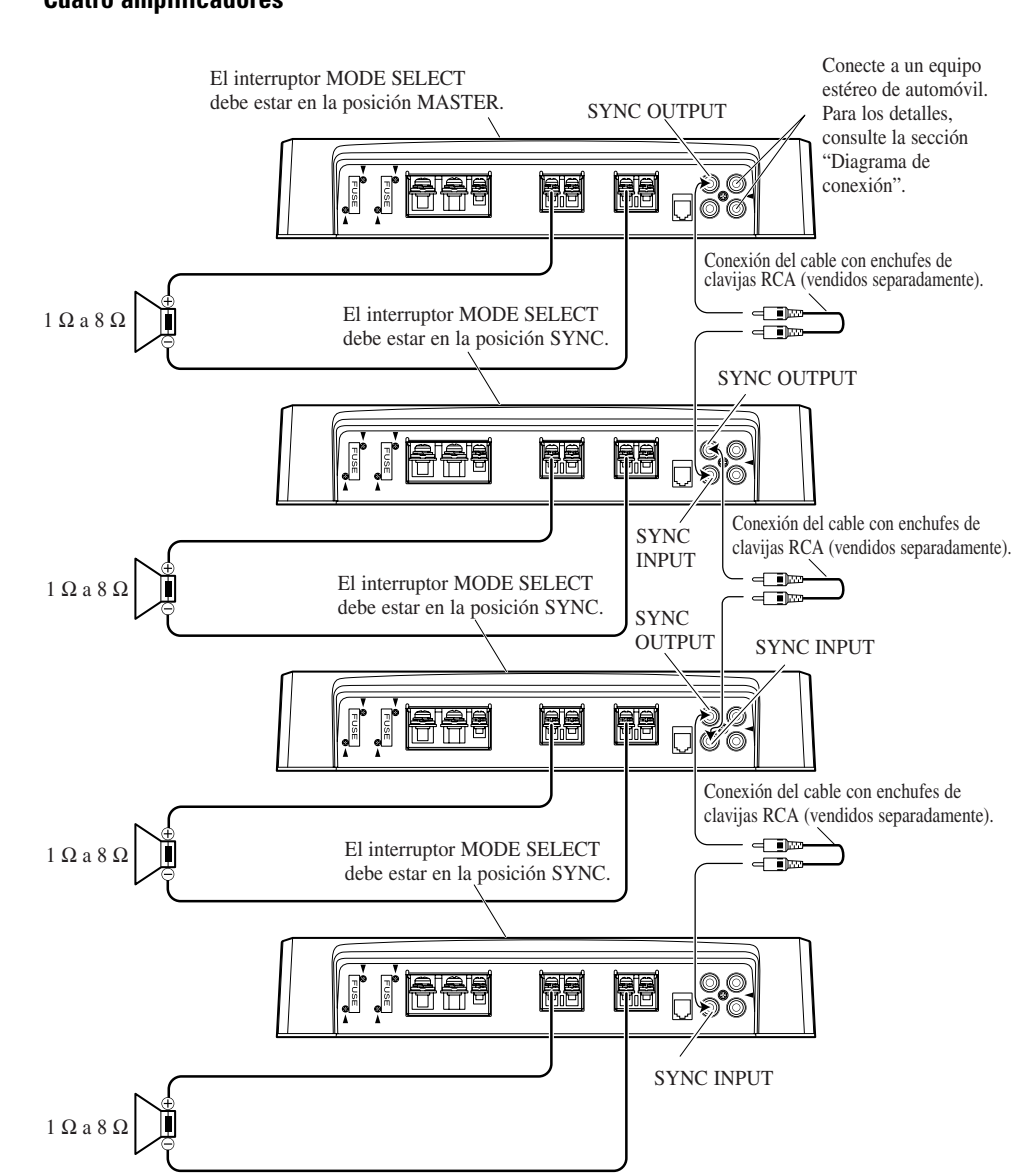 Cuatro amplificadores
El interruptor MODE SELECT
debe estar en la posición MASTER.
SYNC OUTPUT
Conecte a un equipo
estéreo de automóvil.
Para los detalles,
consulte la sección
“Diagrama de
conexión”.
FUSE
FUSE
Conexión del cable con enchufes de
clavijas RCA (vendidos separadamente).
1 Ω a 8 Ω
+
−
El interruptor MODE SELECT
debe estar en la posición SYNC.
SYNC OUTPUT
FUSE
FUSE
SYNC
INPUT
Conexión del cable con enchufes de
clavijas RCA (vendidos separadamente).
1 Ω a 8 Ω
+
−
El interruptor MODE SELECT
debe estar en la posición SYNC.
SYNC
OUTPUT
SYNC INPUT
FUSE
FUSE
Conexión del cable con enchufes de
clavijas RCA (vendidos separadamente).
1 Ω a 8 Ω
+
−
El interruptor MODE SELECT
debe estar en la posición SYNC.
FUSE
FUSE
SYNC INPUT
1 Ω a 8 Ω
+
−